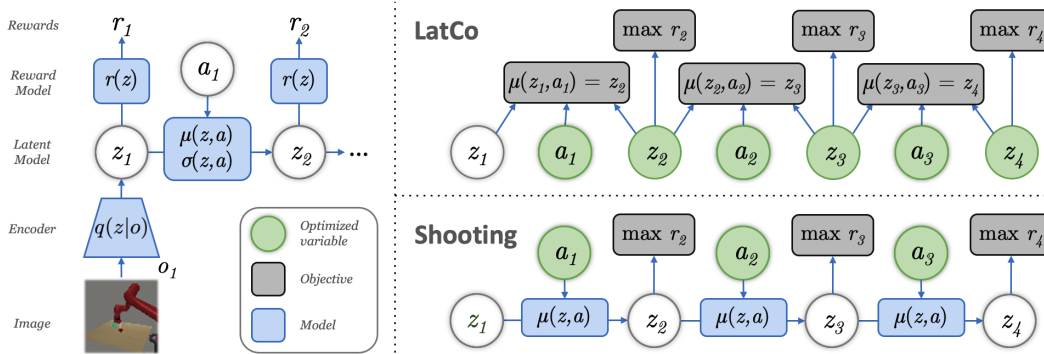 Rewards
r₁
r₂
Reward
Model
r(z)
a₁
r(z)
Latent
Model
z₁
μ(z,a)
σ(z,a)
z₂
...
Encoder
q(z|o)
o₁
Image
Optimized
variable
Objective
Model
LatCo
max r₂
max r₃
max r₄
μ(z₁,a₁) = z₂
μ(z₂,a₂) = z₃
μ(z₃,a₃) = z₄
z₁
a₁
z₂
a₂
z₃
a₃
z₄
Shooting
a₁
max r₂
a₂
max r₃
a₃
max r₄
z₁
μ(z,a)
z₂
μ(z,a)
z₃
μ(z,a)
z₄